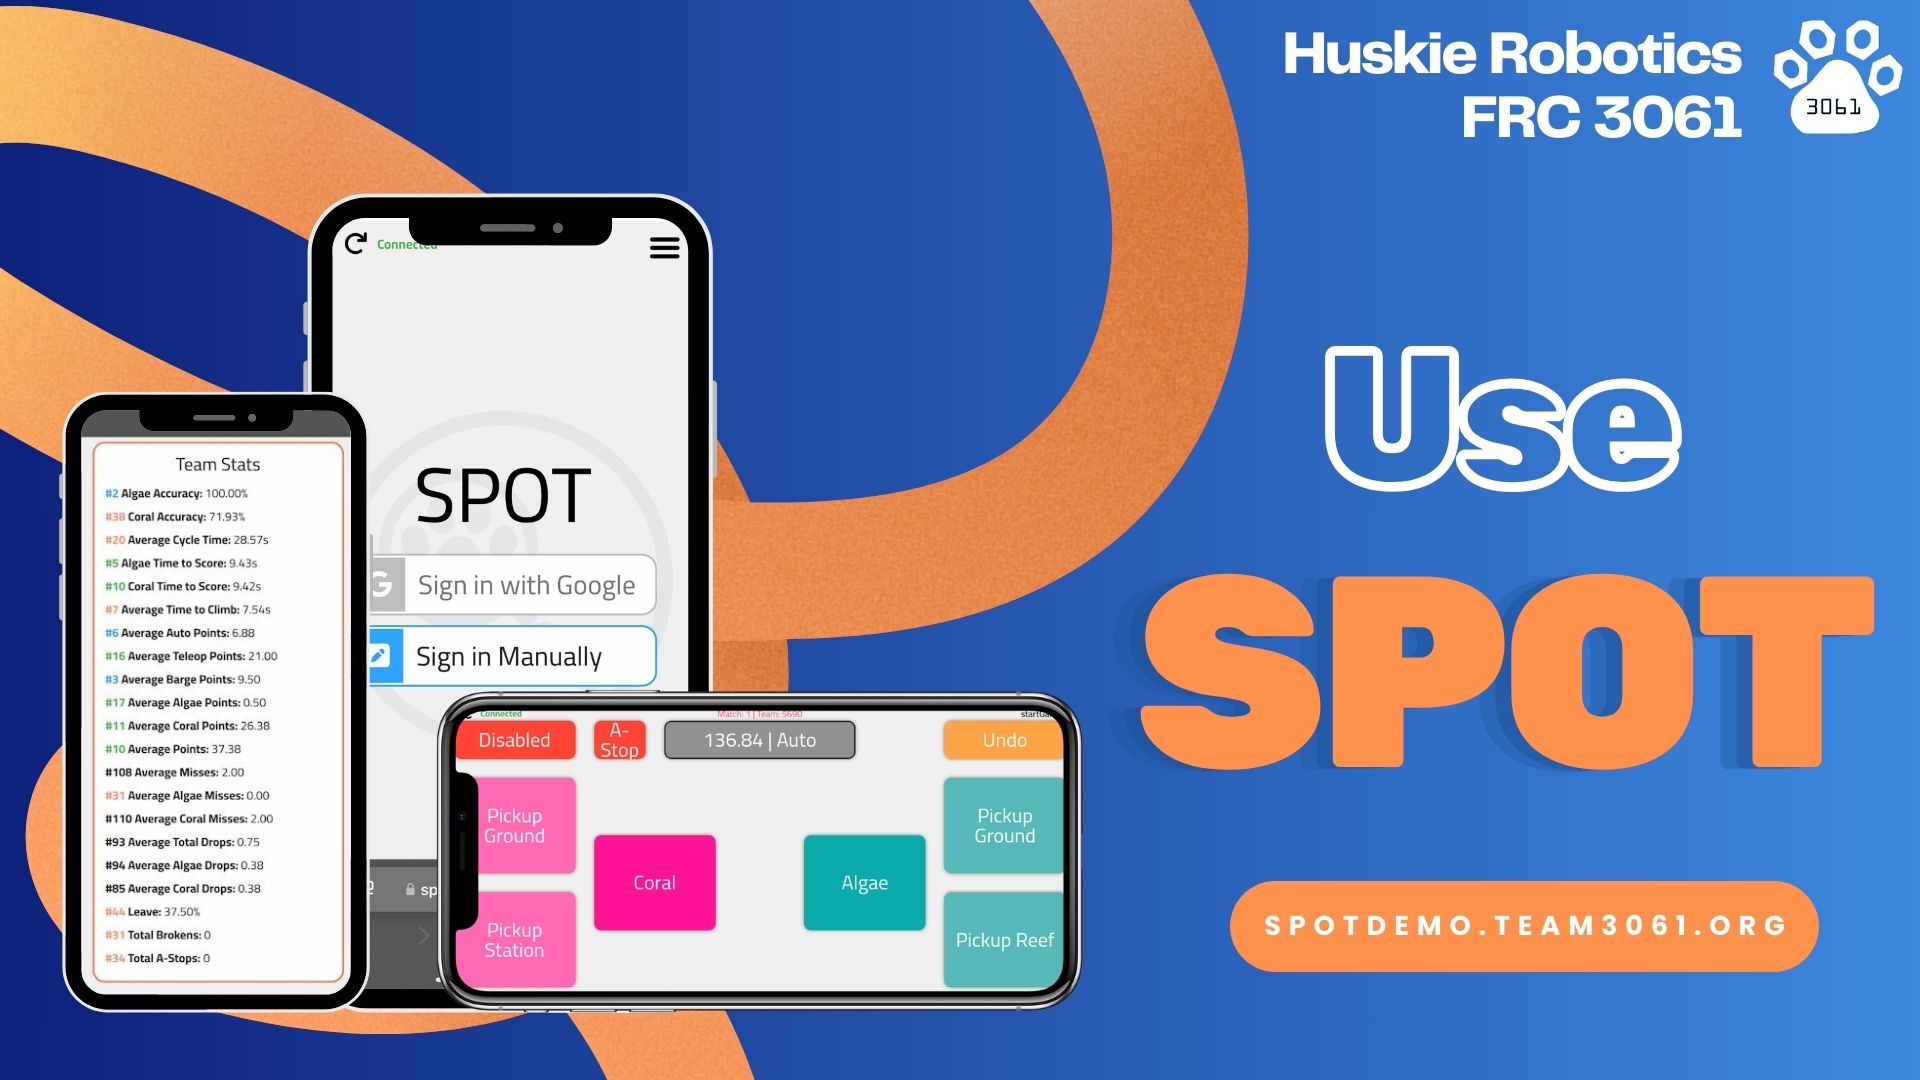 Huskie Robotics
FRC 3061
3061
Use
SPOT
SPOTDEMO.TEAM3061.ORG
Connected
SPOT
Sign in with Google
Sign in Manually
sp
Team Stats
#2 Algae Accuracy: 100.00%
#38 Coral Accuracy: 71.93%
#20 Average Cycle Time: 28.57s
#5 Algae Time to Score: 9.43s
#10 Coral Time to Score: 9.42s
#7 Average Time to Climb: 7.54s
#6 Average Auto Points: 6.88
#16 Average Teleop Points: 21.00
#3 Average Barge Points: 9.50
#17 Average Algae Points: 0.50
#11 Average Coral Points: 26.38
#10 Average Points: 37.38
#108 Average Misses: 2.00
#31 Average Algae Misses: 0.00
#110 Average Coral Misses: 2.00
#93 Average Total Drops: 0.75
#94 Average Algae Drops: 0.38
#85 Average Coral Drops: 0.38
#44 Leave: 37.50%
#31 Total Brokens: 0
#34 Total A-Stops: 0
Connected
Match: 1 | Team: 5690
Disabled
A-
Stop
136.84 | Auto
Undo
Pickup
Ground
Coral
Algae
Pickup
Ground
Pickup
Station
Pickup Reef